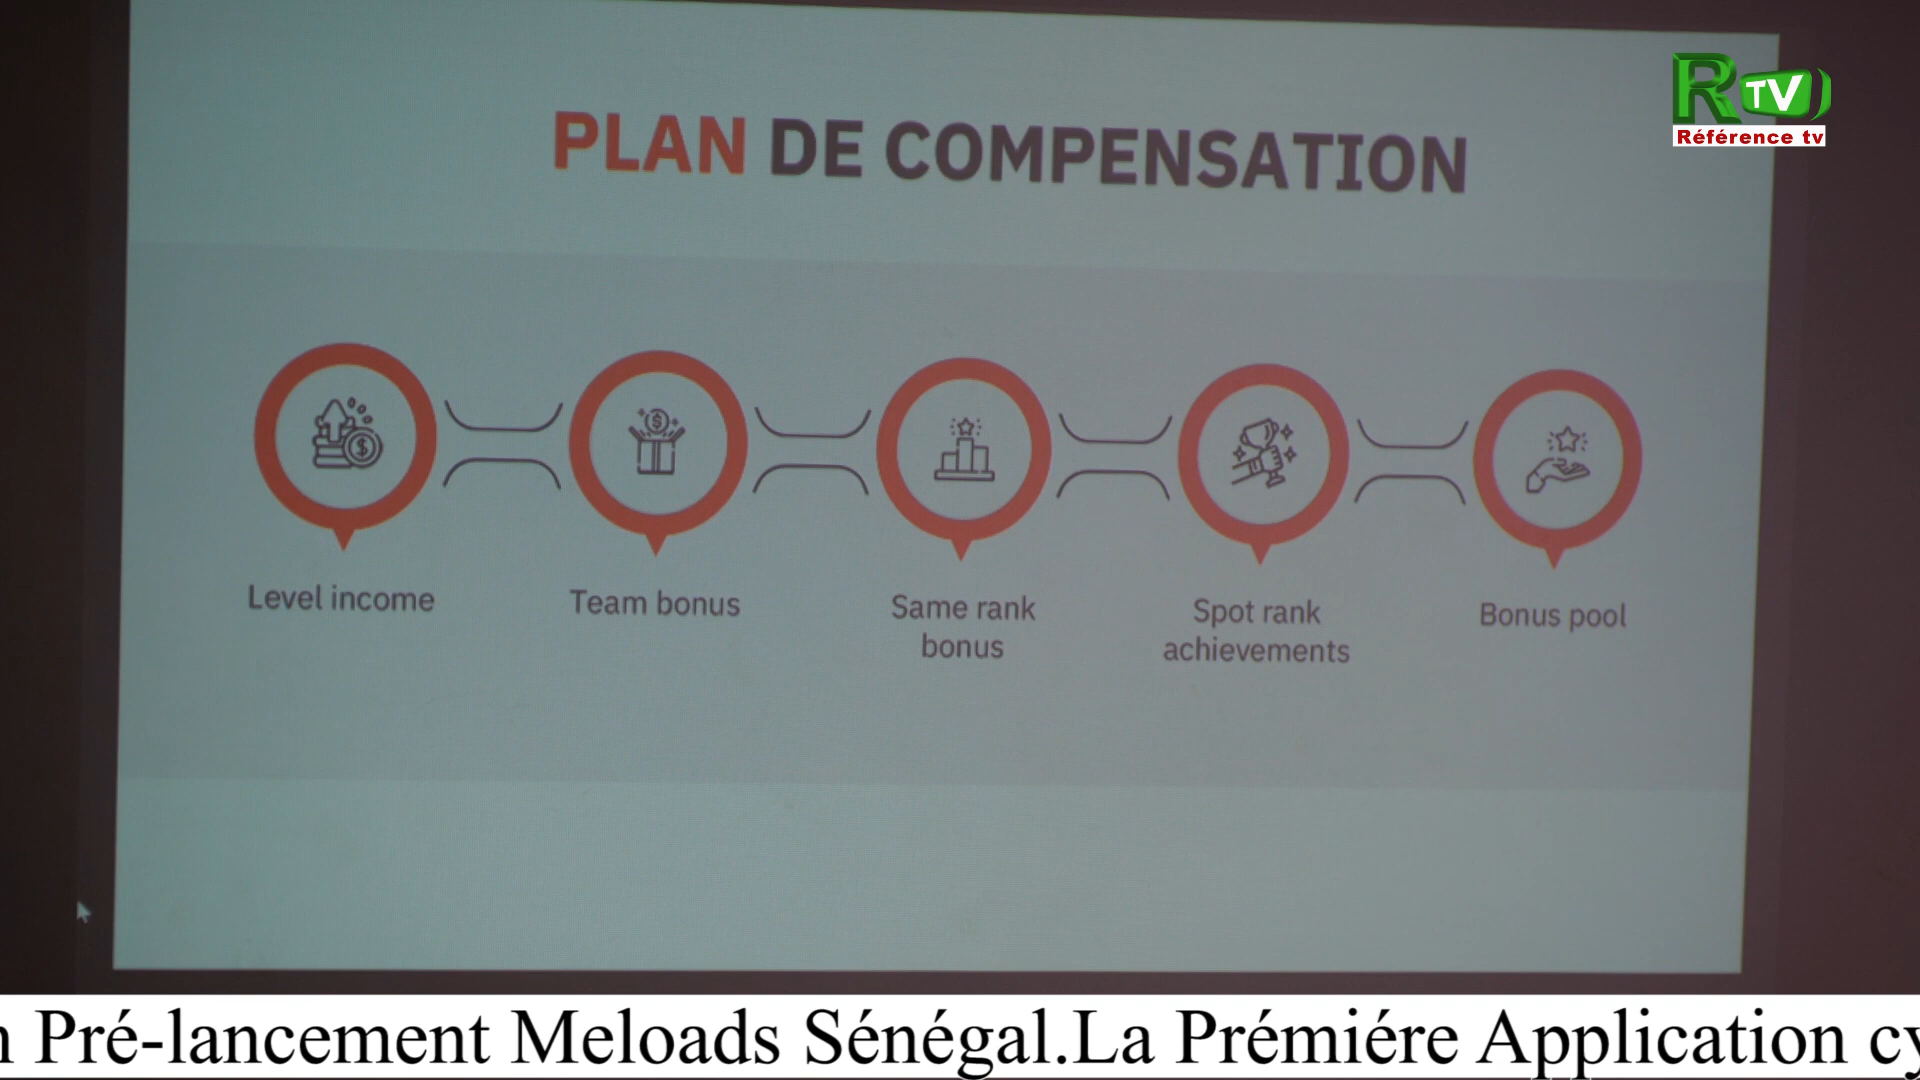 R TV
Référence tv
PLAN DE COMPENSATION
Level income
Team bonus
Same rank
bonus
Spot rank
achievements
Bonus pool
Pré-lancement Meloads Sénégal.La Prémiére Application